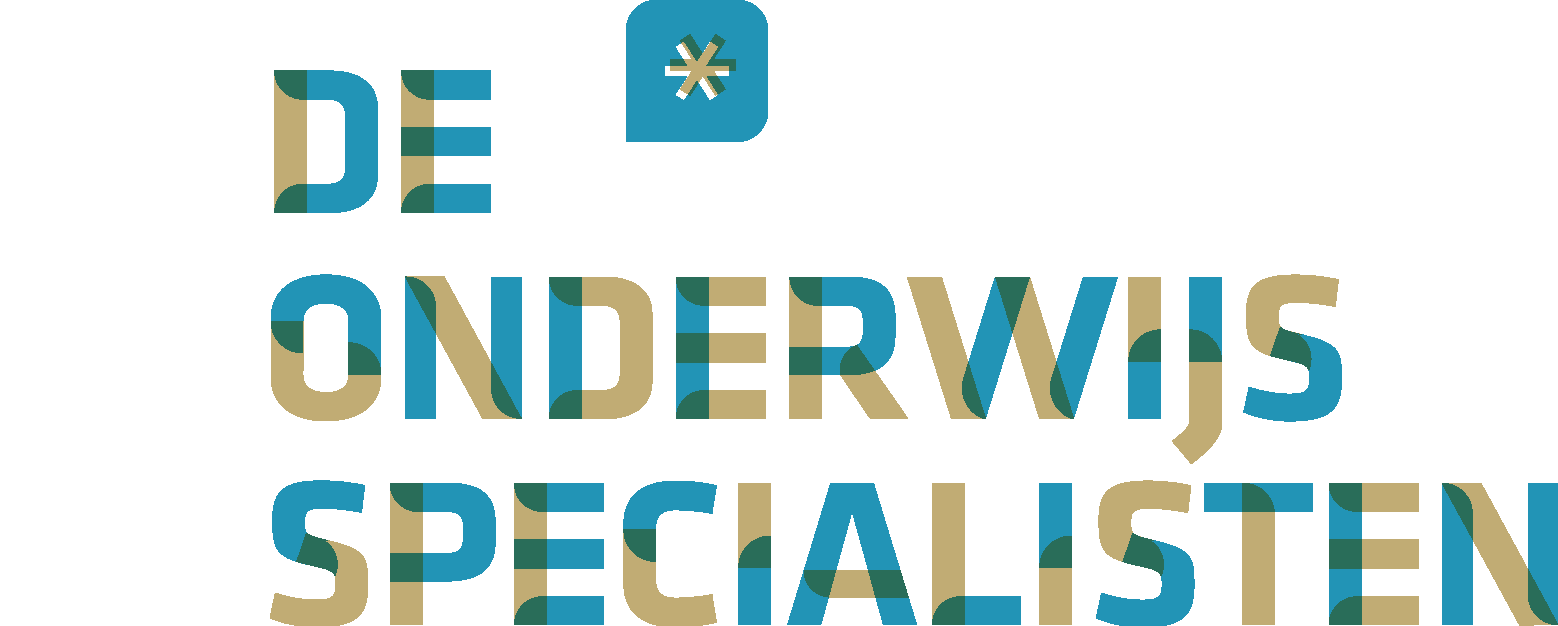 DE
ONDERWIJS
SPECIALISTEN